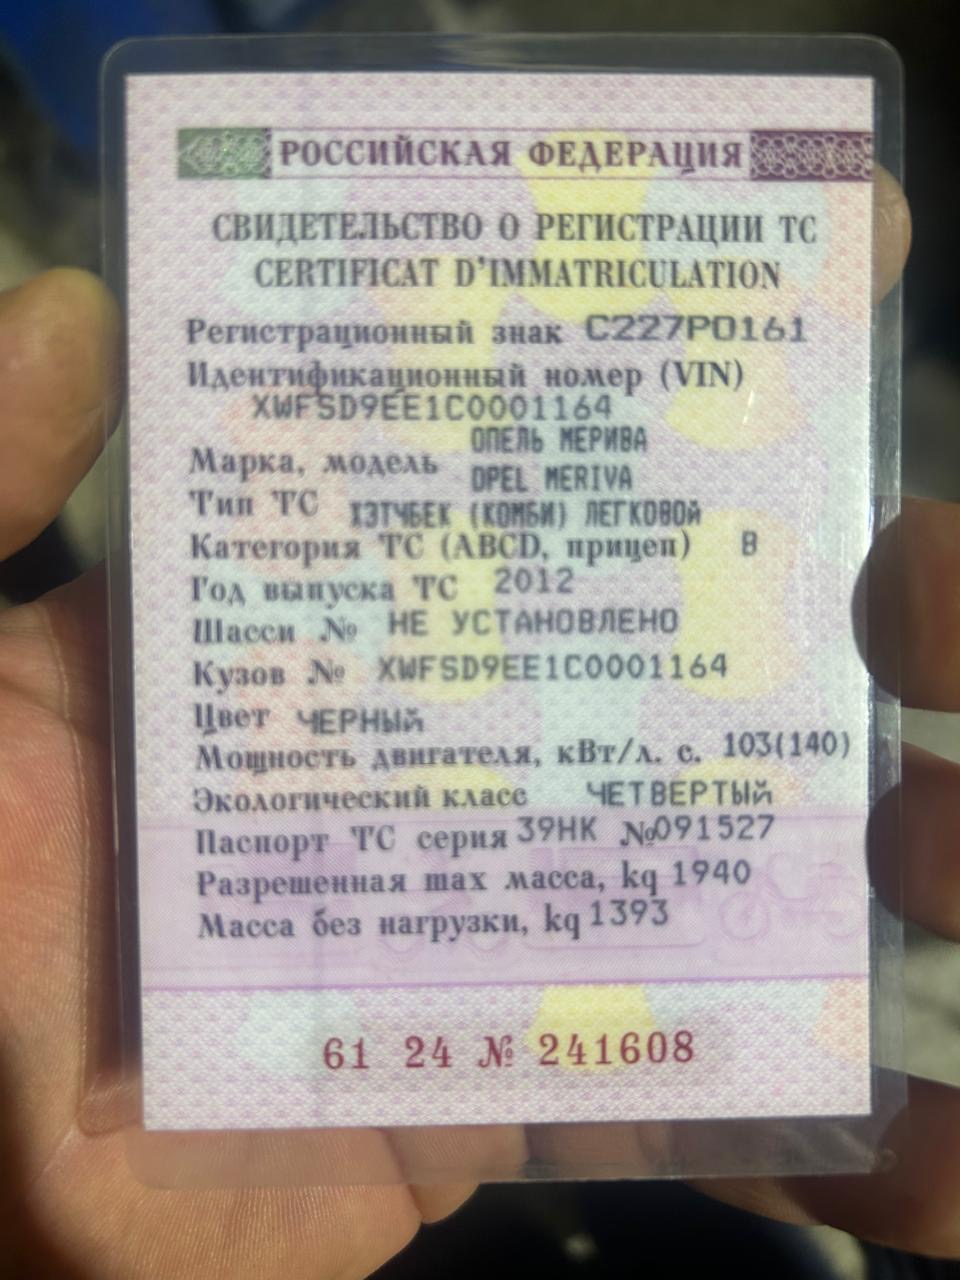 РОССИЙСКАЯ ФЕДЕРАЦИЯ
СВИДЕТЕЛЬСТВО О РЕГИСТРАЦИИ ТС
CERTIFICAT D'IMMATRICULATION
Регистрационный знак С227РО161
Идентификационный номер (VIN)
XWFSD9EE1C0001164
ОПЕЛЬ МЕРИВА
Марка, модель OPEL MERIVA
Тип ТС ХЭТЧБЕК (КОМБИ) ЛЕГКОВОЙ
Категория ТС (ABCD, прицеп) B
Год выпуска ТС 2012
Шасси № НЕ УСТАНОВЛЕНО
Кузов № XWFSD9EE1C0001164
Цвет ЧЕРНЫЙ
Мощность двигателя, кВт/л. с. 103(140)
Экологический класс ЧЕТВЕРТЫЙ
Паспорт ТС серия 39НК №091527
Разрешенная max масса, kg 1940
Масса без нагрузки, kg 1393
61 24 № 241608